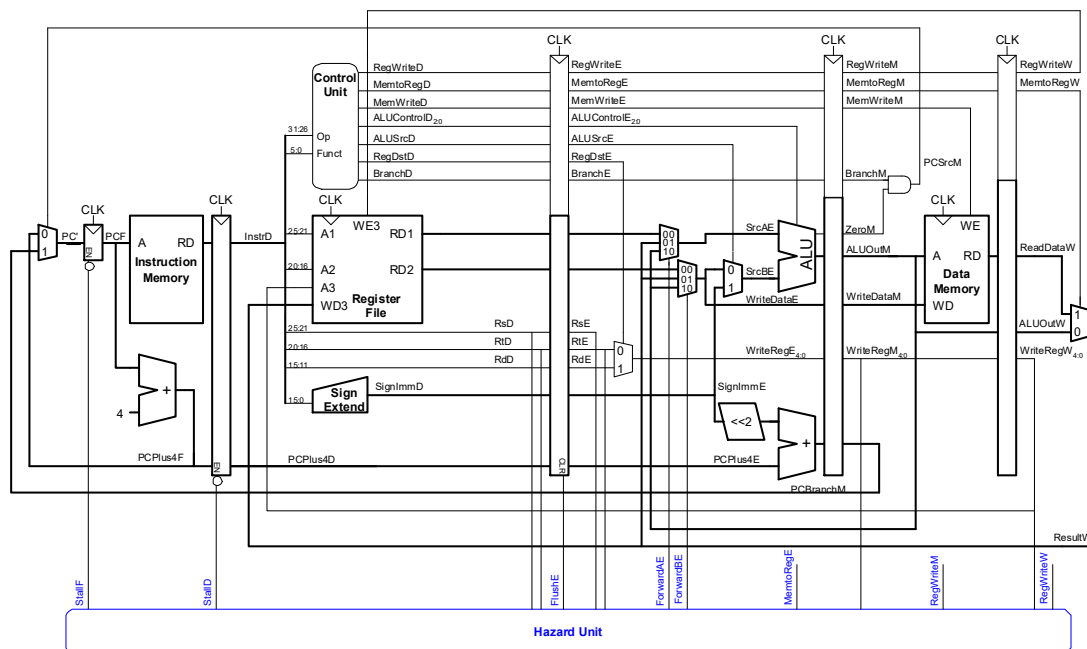 CLK CLK CLK
Control Unit
RegWriteD RegWriteE RegWriteM RegWriteW
MemtoRegD MemtoRegE MemtoRegM MemtoRegW
MemWriteD MemWriteE MemWriteM
ALUControlD2:0 ALUControlE2:0
31:26 Op
ALUSrcD ALUSrcE
5:0 Funct
RegDstD RegDstE
PCSrcM
BranchD BranchE BranchM
CLK CLK CLK CLK
0 1 PC' PCF
EN
A RD
Instruction Memory
InstrD
25:21 A1 WE3 RD1
20:16 A2 RD2
A3
WD3
Register File
00 01 10
SrcAE
00 01 10
0 1
SrcBE
ALU
ZeroM
ALUOutM
WE
A RD
Data Memory
WD
ReadDataW
WriteDataE WriteDataM
ALUOutW
1 0
25:21 RsD RsE
20:16 RtD RtE
0
15:11 RdD RdE
1
WriteRegE4:0 WriteRegM4:0 WriteRegW4:0
15:0
Sign Extend
SignImmD SignImmE
4 +
<<2
+
PCPlus4F PCPlus4D PCPlus4E
EN CLR
PCBranchM
ResultW
StallF StallD FlushE ForwardAE ForwardBE MemtoRegE RegWriteM RegWriteW
Hazard Unit